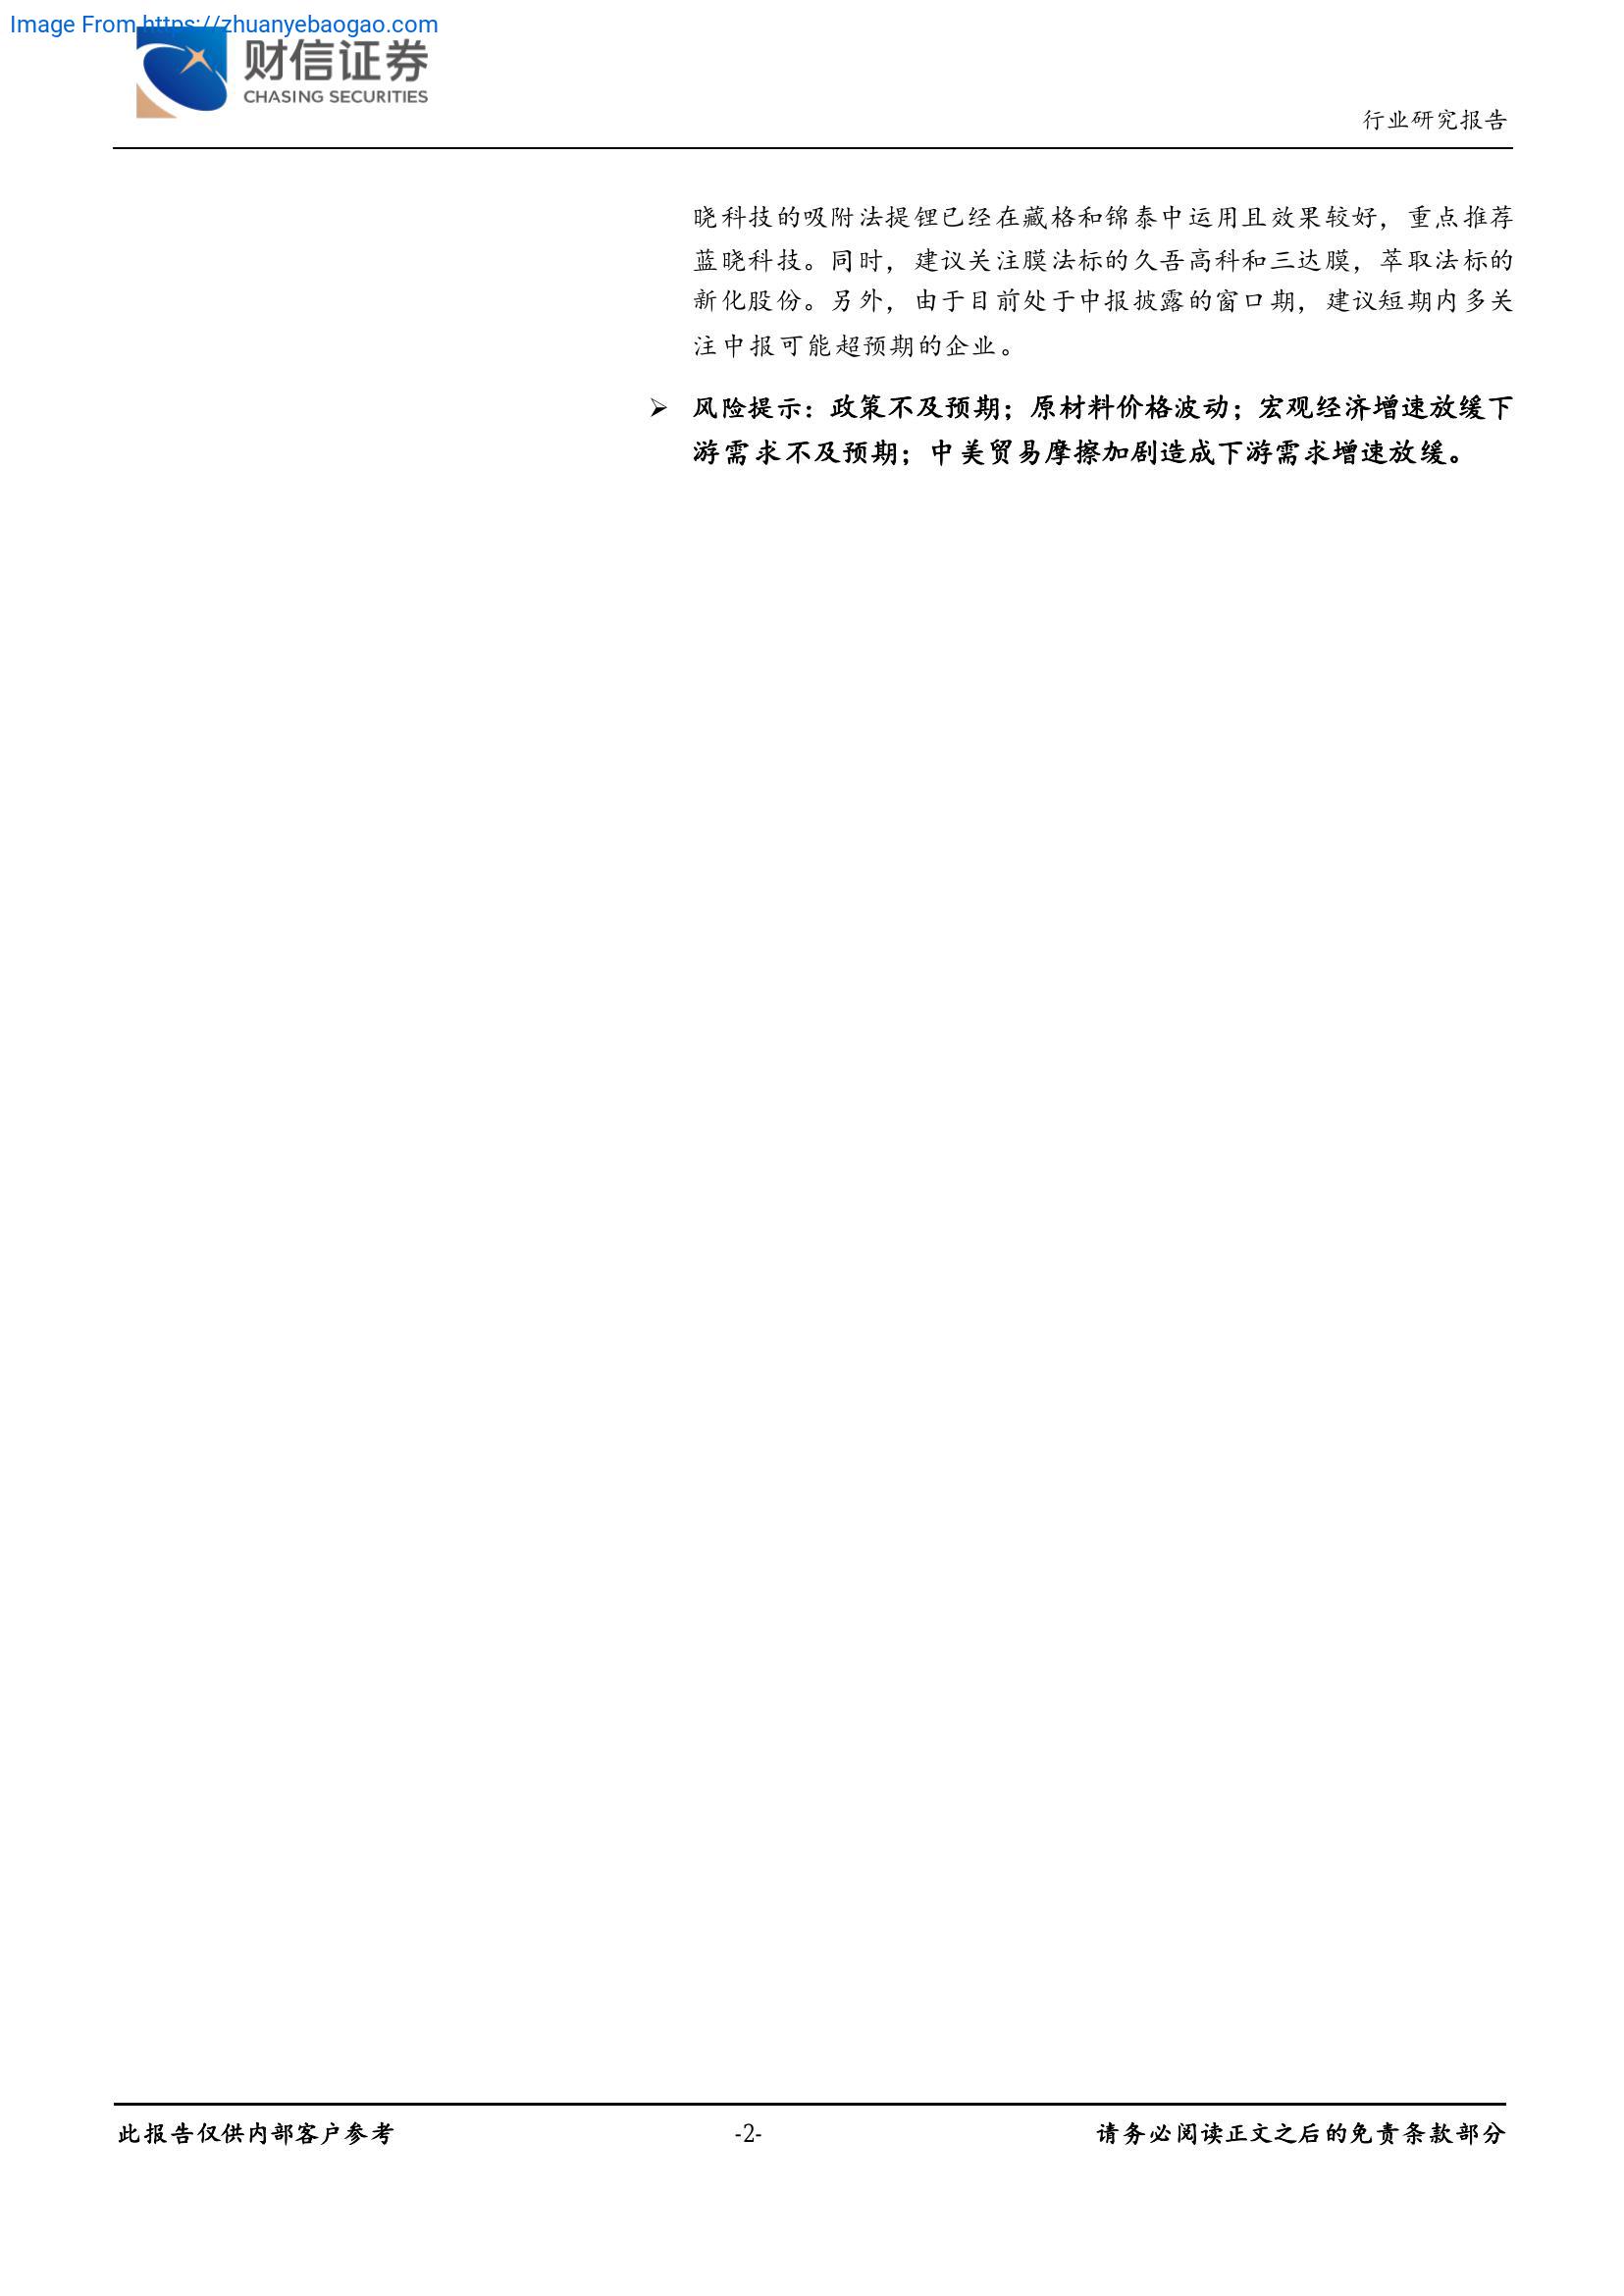 Image From https://zhuanyebaogao.com
财信证券
CHASING SECURITIES
行业研究报告
晓科技的吸附法提锂已经在藏格和锦泰中运用且效果较好，重点推荐
蓝晓科技。同时，建议关注膜法标的久吾高科和三达膜，萃取法标的
新化股份。另外，由于目前处于中报披露的窗口期，建议短期内多关
注中报可能超预期的企业。
➢ 风险提示：政策不及预期；原材料价格波动；宏观经济增速放缓下
游需求不及预期；中美贸易摩擦加剧造成下游需求增速放缓。
此报告仅供内部客户参考 -2- 请务必阅读正文之后的免责条款部分